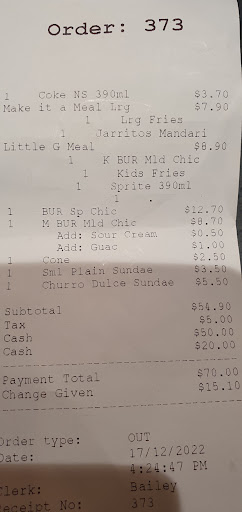 Order: 373
1 Coke NS 390ml $3.70
Make it a Meal Lrg $7.90
1 Lrg Fries
1 Jarritos Mandari
Little G Meal $8.90
1 K BUR Mld Chic
1 Kids Fries
1 Sprite 390ml
1 .
1 BUR Sp Chic $12.70
1 M BUR Mld Chic $8.70
Add: Sour Cream $0.50
Add: Guac $1.00
1 Cone $2.50
1 Sml Plain Sundae $3.50
1 Churro Dulce Sundae $5.50
Subtotal $54.90
Tax $5.00
Cash $50.00
Cash $20.00
Payment Total $70.00
Change Given $15.10
Order type: OUT
Date: 17/12/2022
4:24:47 PM
Clerk: Bailey
Receipt No: 373